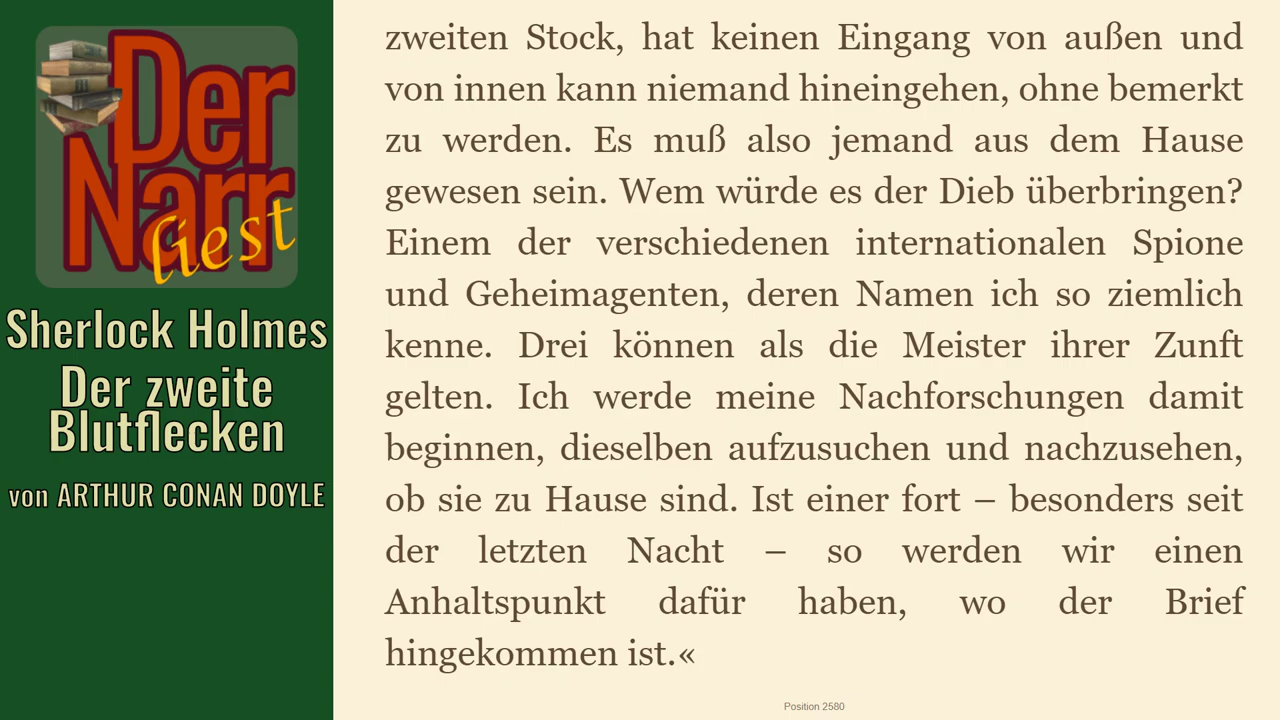 Der
Narr
liest
Sherlock Holmes
Der zweite
Blutflecken
von ARTHUR CONAN DOYLE
zweiten Stock, hat keinen Eingang von außen und
von innen kann niemand hineingehen, ohne bemerkt
zu werden. Es muß also jemand aus dem Hause
gewesen sein. Wem würde es der Dieb überbringen?
Einem der verschiedenen internationalen Spione
und Geheimagenten, deren Namen ich so ziemlich
kenne. Drei können als die Meister ihrer Zunft
gelten. Ich werde meine Nachforschungen damit
beginnen, dieselben aufzusuchen und nachzusehen,
ob sie zu Hause sind. Ist einer fort – besonders seit
der letzten Nacht – so werden wir einen
Anhaltspunkt dafür haben, wo der Brief
hingekommen ist.«
Position 2580